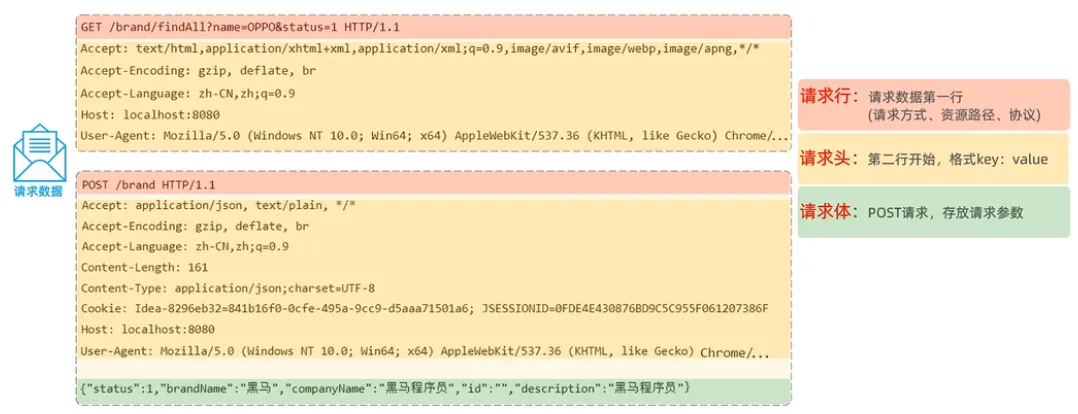 GET /brand/findAll?name=OPPO&status=1 HTTP/1.1
Accept: text/html,application/xhtml+xml,application/xml;q=0.9,image/avif,image/webp,image/apng,*/*
Accept-Encoding: gzip, deflate, br
Accept-Language: zh-CN,zh;q=0.9
Host: localhost:8080
User-Agent: Mozilla/5.0 (Windows NT 10.0; Win64; x64) AppleWebKit/537.36 (KHTML, like Gecko) Chrome/...
请求数据
POST /brand HTTP/1.1
Accept: application/json, text/plain, */*
Accept-Encoding: gzip, deflate, br
Accept-Language: zh-CN,zh;q=0.9
Content-Length: 161
Content-Type: application/json;charset=UTF-8
Cookie: Idea-8296eb32=841b16f0-0cfe-495a-9cc9-d5aaa71501a6; JSESSIONID=0FDE4E430876BD9C5C955F061207386F
Host: localhost:8080
User-Agent: Mozilla/5.0 (Windows NT 10.0; Win64; x64) AppleWebKit/537.36 (KHTML, like Gecko) Chrome/...
{"status":1,"brandName":"黑马","companyName":"黑马程序员","id":"","description":"黑马程序员"}
请求行：请求数据第一行
(请求方式、资源路径、协议)
请求头：第二行开始，格式key：value
请求体：POST请求，存放请求参数